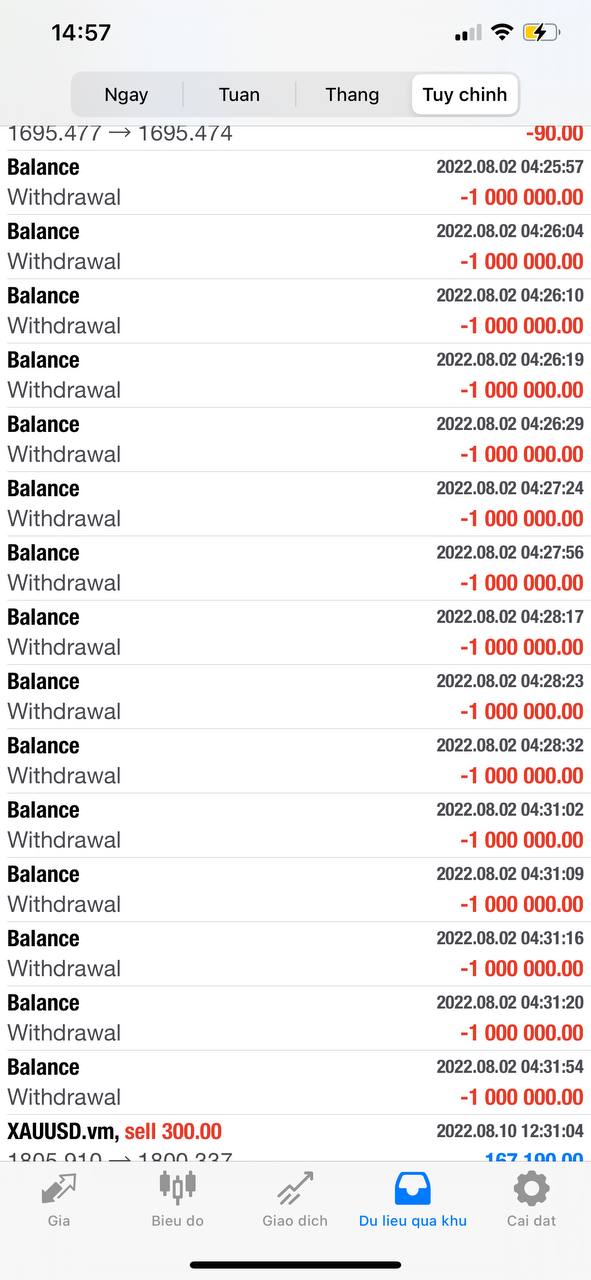 14:57
Ngay Tuan Thang Tuy chinh
1695.477 → 1695.474 -90.00
Balance 2022.08.02 04:25:57
Withdrawal -1 000 000.00
Balance 2022.08.02 04:26:04
Withdrawal -1 000 000.00
Balance 2022.08.02 04:26:10
Withdrawal -1 000 000.00
Balance 2022.08.02 04:26:19
Withdrawal -1 000 000.00
Balance 2022.08.02 04:26:29
Withdrawal -1 000 000.00
Balance 2022.08.02 04:27:24
Withdrawal -1 000 000.00
Balance 2022.08.02 04:27:56
Withdrawal -1 000 000.00
Balance 2022.08.02 04:28:17
Withdrawal -1 000 000.00
Balance 2022.08.02 04:28:23
Withdrawal -1 000 000.00
Balance 2022.08.02 04:28:32
Withdrawal -1 000 000.00
Balance 2022.08.02 04:31:02
Withdrawal -1 000 000.00
Balance 2022.08.02 04:31:09
Withdrawal -1 000 000.00
Balance 2022.08.02 04:31:16
Withdrawal -1 000 000.00
Balance 2022.08.02 04:31:20
Withdrawal -1 000 000.00
Balance 2022.08.02 04:31:54
Withdrawal -1 000 000.00
XAUUSD.vm, sell 300.00 2022.08.10 12:31:04
1805.910 → 1800.337 167 190.00
Gia Bieu do Giao dich Du lieu qua khu Cai dat